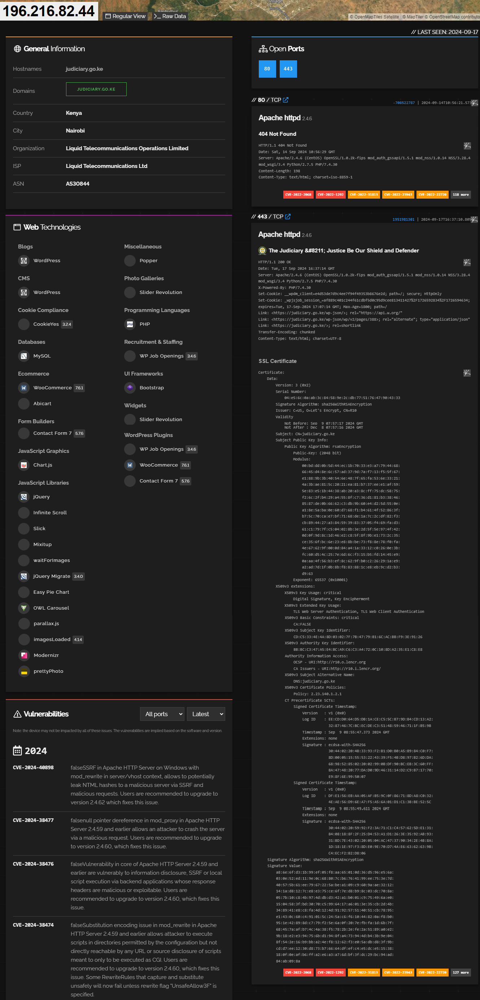 Village
196.216.82.44
Embulbul
Regular View
Raw Data
© OpenMapTiles Satellite © MapTiler © OpenStreetMap contributo
// LAST SEEN: 2024-09-17
General Information
Hostnames judiciary.go.ke
Domains JUDICIARY.GO.KE
Country Kenya
City Nairobi
Organization Liquid Telecommunications Operations Limited
ISP Liquid Telecommunications Ltd
ASN AS30844
Web Technologies
Blogs
WordPress
CMS
WordPress
Cookie Compliance
CookieYes 3.2.4
Databases
MySQL
Ecommerce
WooCommerce 7.6.1
Abicart
Form Builders
Contact Form 7 5.7.6
JavaScript Graphics
Chart.js
JavaScript Libraries
jQuery
Infinite Scroll
Slick
Mixitup
waitForImages
jQuery Migrate 3.4.0
Easy Pie Chart
OWL Carousel
parallax.js
imagesLoaded 4.1.4
Modernizr
prettyPhoto
Miscellaneous
Popper
Photo Galleries
Slider Revolution
Programming Languages
PHP
Recruitment & Staffing
WP Job Openings 3.4.6
UI Frameworks
Bootstrap
Widgets
Slider Revolution
WordPress Plugins
WP Job Openings 3.4.6
WooCommerce 7.6.1
Contact Form 7 5.7.6
Vulnerabilities
All ports
Latest
Note: the device may not be impacted by all of these issues. The vulnerabilities are implied based on the software and version.
2024
CVE-2024-40898 falseSSRF in Apache HTTP Server on Windows with
mod_rewrite in server/vhost context, allows to potentially
leak NTML hashes to a malicious server via SSRF and
malicious requests. Users are recommended to upgrade to
version 2.4.62 which fixes this issue.
CVE-2024-38477 falsenull pointer dereference in mod_proxy in Apache HTTP
Server 2.4.59 and earlier allows an attacker to crash the server
via a malicious request. Users are recommended to upgrade
to version 2.4.60, which fixes this issue.
CVE-2024-38476 falseVulnerability in core of Apache HTTP Server 2.4.59 and
earlier are vulnerably to information disclosure, SSRF or local
script execution via backend applications whose response
headers are malicious or exploitable. Users are
recommended to upgrade to version 2.4.60, which fixes this
issue.
CVE-2024-38474 falseSubstitution encoding issue in mod_rewrite in Apache
HTTP Server 2.4.59 and earlier allows attacker to execute
scripts in directories permitted by the configuration but not
directly reachable by any URL or source disclosure of scripts
meant to only to be executed as CGI. Users are
recommended to upgrade to version 2.4.60, which fixes this
issue. Some RewriteRules that capture and substitute
unsafely will now fail unless rewrite flag "UnsafeAllow3F" is
specified.
Open Ports
80 443
// 80 / TCP
-708522787 | 2024-09-14T10:56:21.573
Apache httpd 2.4.6
404 Not Found
HTTP/1.1 404 Not Found
Date: Sat, 14 Sep 2024 10:56:29 GMT
Server: Apache/2.4.6 (CentOS) OpenSSL/1.0.2k-fips mod_auth_gssapi/1.5.1 mod_nss/1.0.14 NSS/3.28.4
mod_wsgi/3.4 Python/2.7.5 PHP/7.4.30
Content-Length: 198
Content-Type: text/html; charset=iso-8859-1
CVE-2022-2068 CVE-2022-1292 CVE-2022-31813 CVE-2022-23943 CVE-2022-22720 118 more
// 443 / TCP
1951981301 | 2024-09-17T16:37:10.805
Apache httpd 2.4.6
The Judiciary &#8211; Justice Be Our Shield and Defender
HTTP/1.1 200 OK
Date: Tue, 17 Sep 2024 16:37:14 GMT
Server: Apache/2.4.6 (CentOS) OpenSSL/1.0.2k-fips mod_auth_gssapi/1.5.1 mod_nss/1.0.14 NSS/3.28.4
mod_wsgi/3.4 Python/2.7.5 PHP/7.4.30
X-Powered-By: PHP/7.4.30
Set-Cookie: __wpdm_client=e4d53de7d9c4ee7f94f49353b8676e2d; path=/; secure; HttpOnly
Set-Cookie: _wpjsjob_session_=af889c401c244f61cdbf5d0c95d9cee813411427%2F1726592834%2F1726594634;
expires=Tue, 17-Sep-2024 17:07:14 GMT; Max-Age=1800; path=/
Link: <https://judiciary.go.ke/wp-json/>; rel="https://api.w.org/"
Link: <https://judiciary.go.ke/wp-json/wp/v2/pages/388>; rel="alternate"; type="application/json"
Link: <https://judiciary.go.ke/>; rel=shortlink
Transfer-Encoding: chunked
Content-Type: text/html; charset=UTF-8
SSL Certificate
Certificate:
Data:
Version: 3 (0x2)
Serial Number:
04:e5:6c:0a:ab:3c:84:58:9e:2c:db:77:51:76:47:90:43:33
Signature Algorithm: sha256WithRSAEncryption
Issuer: C=US, O=Let's Encrypt, CN=R10
Validity
Not Before: Sep 9 07:57:17 2024 GMT
Not After : Dec 8 07:57:16 2024 GMT
Subject: CN=judiciary.go.ke
Subject Public Key Info:
Public Key Algorithm: rsaEncryption
Public-Key: (2048 bit)
Modulus:
00:bd:dd:0b:5d:44:ec:1b:70:33:e3:a7:79:44:68:
66:45:d4:8e:6c:57:ad:37:9d:7a:f7:13:f5:5f:67:
e1:88:9b:3b:40:54:6e:48:7f:65:fa:53:6e:33:21:
4a:3b:ae:81:5c:20:21:ea:81:b7:37:ee:e1:af:59:
5e:83:e5:1b:44:38:ab:20:a3:8c:ff:75:dc:58:75:
f2:6c:2f:b4:29:a4:55:8f:c7:36:d1:81:b3:38:46:
85:87:de:0b:66:62:c3:db:9b:60:e4:d2:5d:55:0e:
a1:8e:5a:ba:0e:60:d7:68:f1:b4:61:4f:52:86:3f:
b7:5c:70:ca:e7:bf:71:68:de:1a:7c:2c:df:82:f3:
cb:89:44:27:a3:84:59:39:83:37:05:f4:69:fa:d3:
61:c1:79:7f:c5:04:02:8b:3e:2d:5f:5e:97:4f:42:
0d:0f:9d:8c:1d:46:e2:c8:5f:8f:9b:e1:73:2c:35:
ce:35:6f:bc:6e:23:e8:8b:be:73:f8:8e:78:f0:fa:
4e:67:62:9f:00:0d:84:a4:1a:33:12:c0:26:0e:3b:
fc:60:d5:4c:25:7e:6d:6c:f3:15:b5:fd:14:45:e9:
0a:aa:4f:56:b3:ef:8c:62:9f:b0:c2:26:29:1a:e9:
a2:ad:7d:1f:0b:8b:f8:83:88:1c:e8:eb:9c:d2:b3:
d9:63
Exponent: 65537 (0x10001)
X509v3 extensions:
X509v3 Key Usage: critical
Digital Signature, Key Encipherment
X509v3 Extended Key Usage:
TLS Web Server Authentication, TLS Web Client Authentication
X509v3 Basic Constraints: critical
CA:FALSE
X509v3 Subject Key Identifier:
CD:C5:33:4E:4A:8D:03:02:7F:7B:47:79:B1:6C:AC:BB:F9:3E:91:26
X509v3 Authority Key Identifier:
BB:BC:C3:47:A5:E4:BC:A9:C6:C3:A4:72:0C:10:8D:A2:35:E1:C8:E8
Authority Information Access:
OCSP - URI:http://r10.o.lencr.org
CA Issuers - URI:http://r10.i.lencr.org/
X509v3 Subject Alternative Name:
DNS:judiciary.go.ke
X509v3 Certificate Policies:
Policy: 2.23.140.1.2.1
CT Precertificate SCTs:
Signed Certificate Timestamp:
Version : v1 (0x0)
Log ID : EE:CD:D0:64:D5:DB:1A:CE:C5:5C:B7:9D:B4:CD:13:A2:
32:87:46:7C:BC:EC:DE:C3:51:48:59:46:71:1F:B5:9B
Timestamp : Sep 9 08:55:47.373 2024 GMT
Extensions: none
Signature : ecdsa-with-SHA256
30:44:02:20:4B:33:93:F2:B1:D0:B0:A5:B9:84:C0:F7:
8D:00:05:15:55:53:22:43:39:F5:4B:D8:97:B2:6D:DA:
68:98:52:85:02:20:02:99:0B:DF:90:BC:EB:3C:60:FF:
8A:47:48:20:77:DA:D0:9D:46:31:14:D2:C9:B7:17:70:
E9:8F:6E:99:50:07
Signed Certificate Timestamp:
Version : v1 (0x0)
Log ID : DF:E1:56:EB:AA:05:AF:B5:9C:0F:86:71:8D:A8:C0:32:
4E:AE:56:D9:6E:A7:F5:A5:6A:01:D1:C1:3B:BE:52:5C
Timestamp : Sep 9 08:55:49.611 2024 GMT
Extensions: none
Signature : ecdsa-with-SHA256
30:44:02:20:59:92:F2:3A:71:C1:C4:57:62:5D:E1:31:
84:08:18:8F:2F:25:D4:53:A1:D1:26:3E:35:92:AB:93:
31:BD:7E:43:02:20:05:04:AC:47:37:90:34:2E:4B:8A:
1D:18:1E:97:F3:8D:E0:9E:70:D7:4A:E6:63:62:63:9B:
C4:EC:F2:B2:D8:06
Signature Algorithm: sha256WithRSAEncryption
Signature Value:
a8:6e:6f:d3:1b:99:ef:05:f8:aa:65:01:0d:36:d5:96:e5:6a:
03:0e:52:ed:11:9e:0c:68:80:7c:b6:76:41:99:ee:75:3e:7d:
40:57:5b:61:ee:79:67:22:5a:be:a1:09:c9:60:9a:ae:32:12:
14:1a:d8:12:7c:e8:e3:75:ce:6f:7e:d8:b9:8c:03:dc:70:8a:
05:7b:10:c8:4b:97:4d:db:d3:42:a1:b0:01:c9:75:49:6a:e0:
15:04:58:3f:bd:30:70:c5:99:64:17:a6:01:3e:35:cb:2d:4b:
34:89:41:e8:c8:fa:4d:12:4d:91:92:57:51:40:51:cb:78:95:
e1:43:0c:60:c4:91:01:5c:24:5a:c6:f6:10:44:82:0a:f8:b0:
95:1e:42:89:8d:c7:79:f2:5e:6a:0f:20:7e:fb:fa:1d:6b:7f:
68:45:7a:af:b7:4c:4a:38:f5:78:2b:2e:fe:2a:51:89:a0:e2:
9b:18:e2:e3:94:75:6b:d1:94:8f:a4:73:94:4d:b4:3b:9e:04:
8f:54:2e:16:b9:bb:a2:4e:f8:12:62:f3:e0:5a:db:d8:3f:9b:
cd:d7:ee:12:30:d8:73:b7:66:64:df:ef:c4:e5:dc:e5:15:38:
18:0f:0e:af:b6:ff:a2:e6:a3:a7:6d:bf:3f:dc:29:bc:94:ad:
84:ab:09:8a
CVE-2022-2068 CVE-2022-1292 CVE-2022-31813 CVE-2022-23943 CVE-2022-22720 127 more